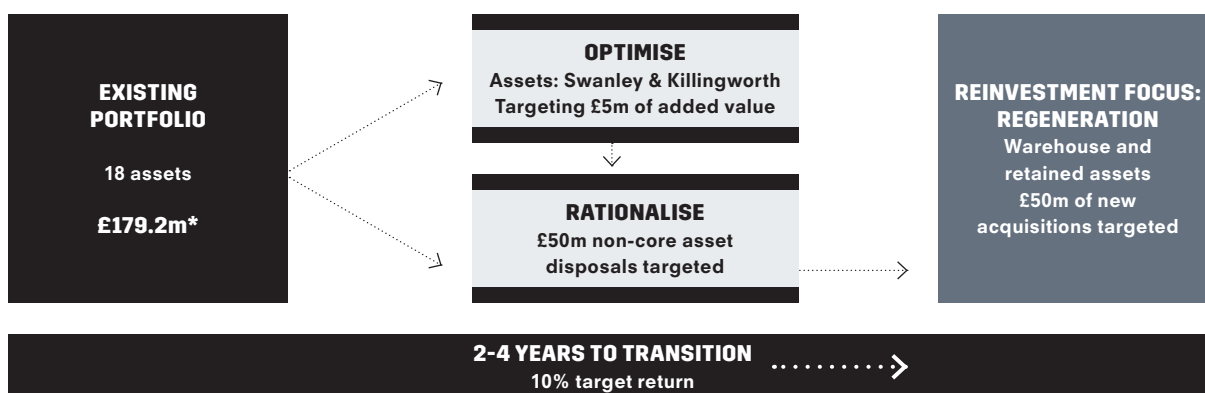 EXISTING
PORTFOLIO
18 assets
£179.2m*
OPTIMISE
Assets: Swanley & Killingworth
Targeting £5m of added value
RATIONALISE
£50m non-core asset
disposals targeted
REINVESTMENT FOCUS:
REGENERATION
Warehouse and
retained assets
£50m of new
acquisitions targeted
2-4 YEARS TO TRANSITION
10% target return